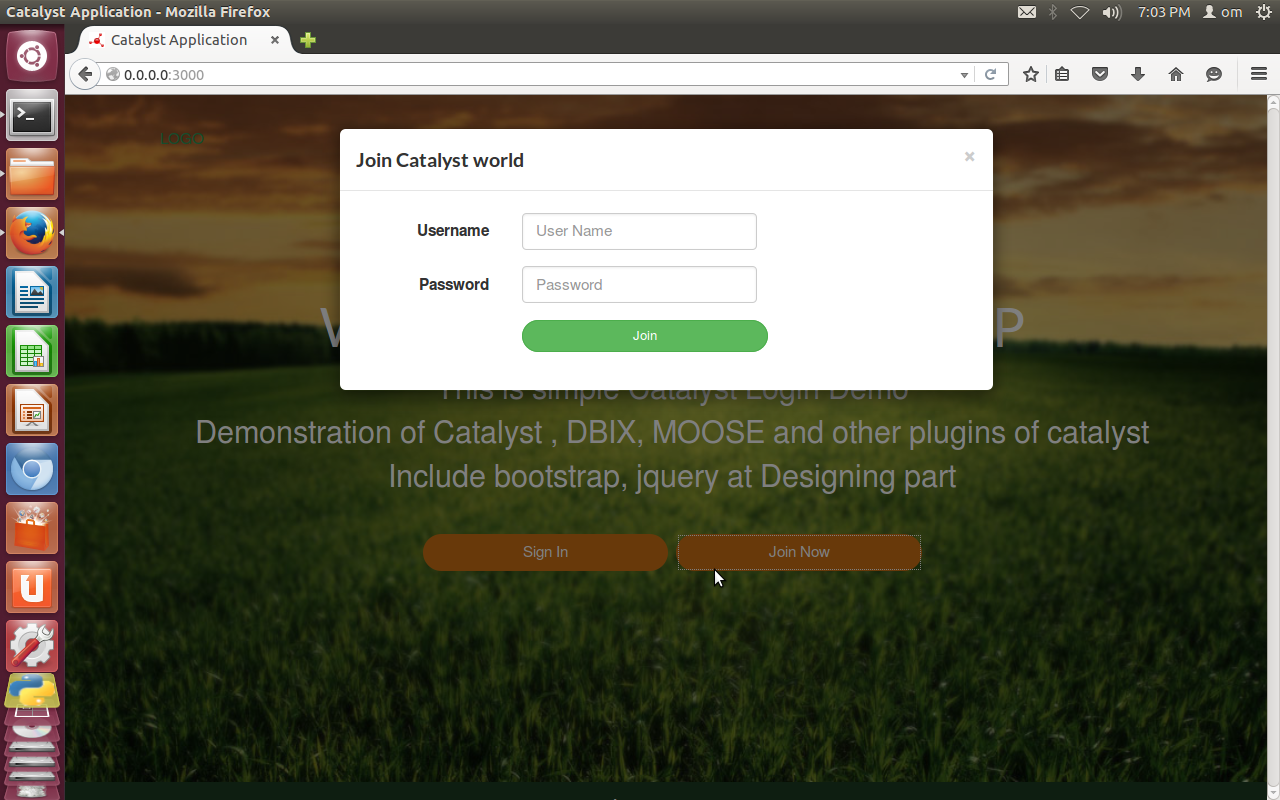 Catalyst Application - Mozilla Firefox
7:03 PM om
Catalyst Application
0.0.0.0:3000
Join Catalyst world
Username User Name
Password Password
Join
This is simple Catalyst Login Demo
Demonstration of Catalyst , DBIX, MOOSE and other plugins of catalyst
Include bootstrap, jquery at Designing part
Sign In Join Now